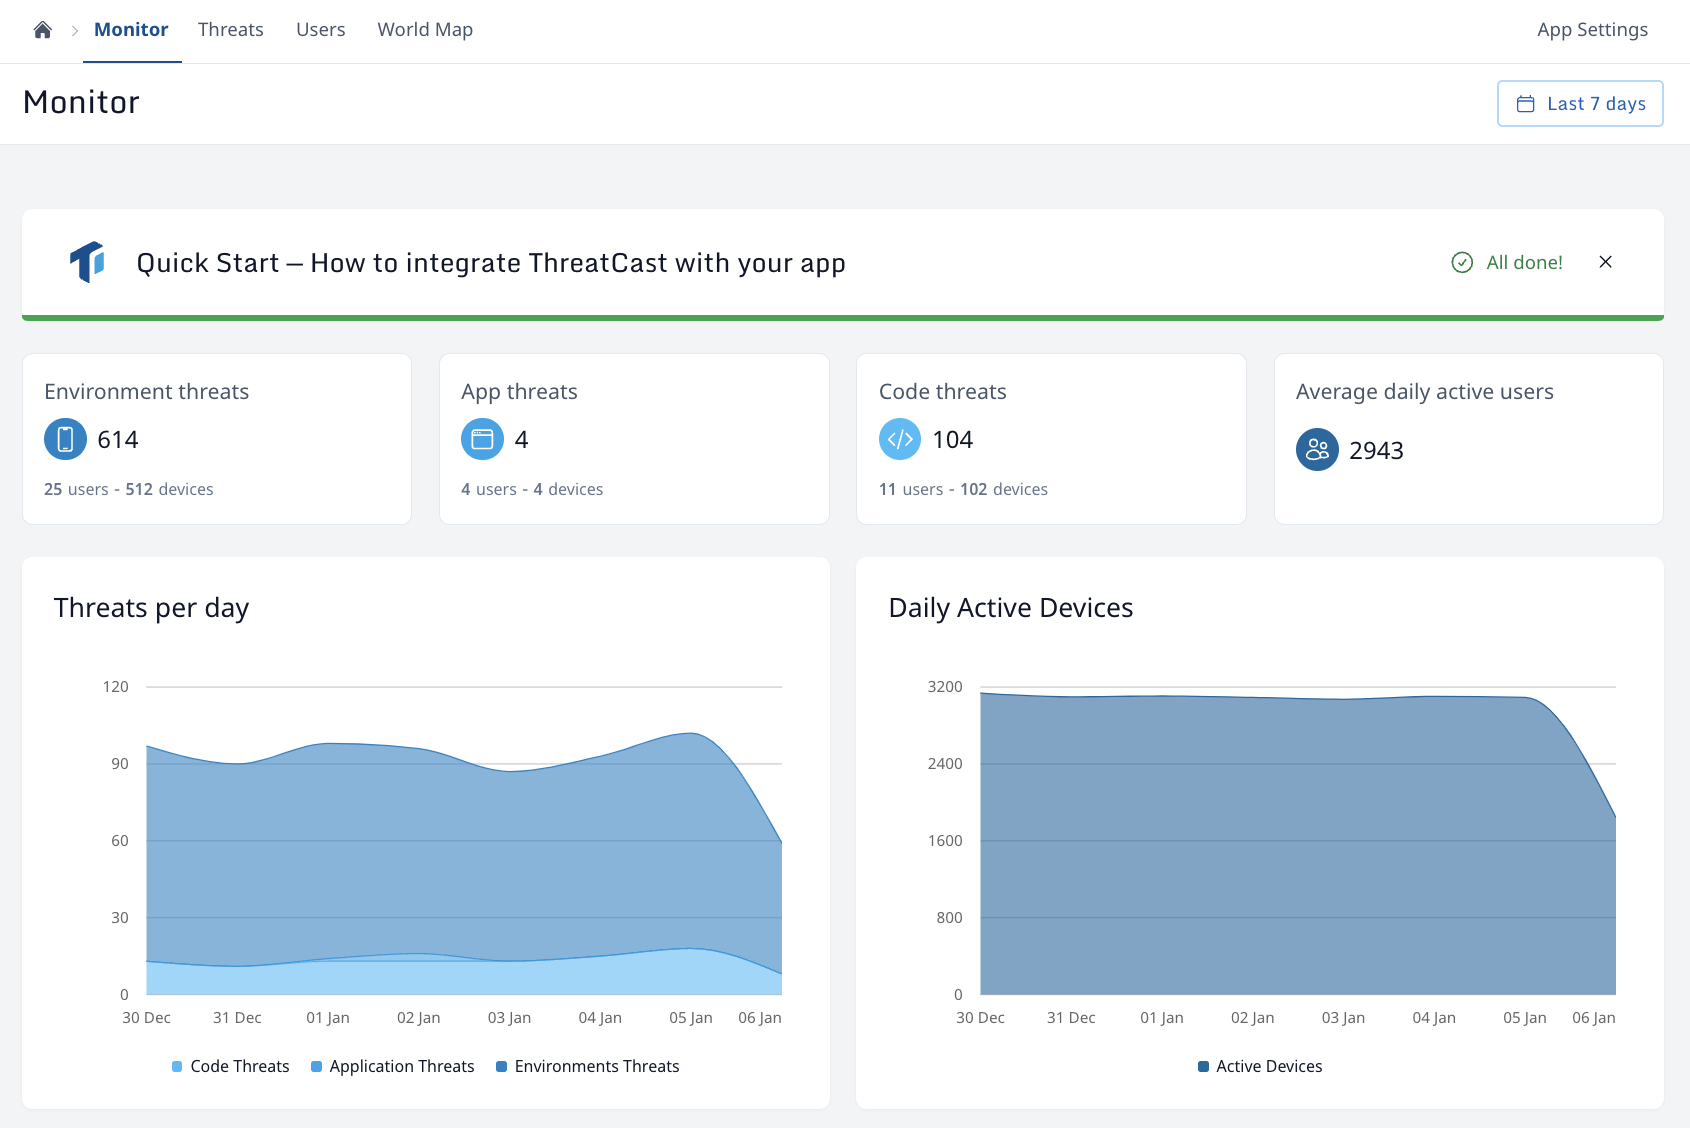 Monitor Threats Users World Map App Settings
Monitor
Last 7 days
Quick Start – How to integrate ThreatCast with your app
All done!
Environment threats
614
25 users - 512 devices
App threats
4
4 users - 4 devices
Code threats
104
11 users - 102 devices
Average daily active users
2943
Threats per day
120
90
60
30
0
30 Dec 31 Dec 01 Jan 02 Jan 03 Jan 04 Jan 05 Jan 06 Jan
Code Threats Application Threats Environments Threats
Daily Active Devices
3200
2400
1600
800
0
30 Dec 31 Dec 01 Jan 02 Jan 03 Jan 04 Jan 05 Jan 06 Jan
Active Devices